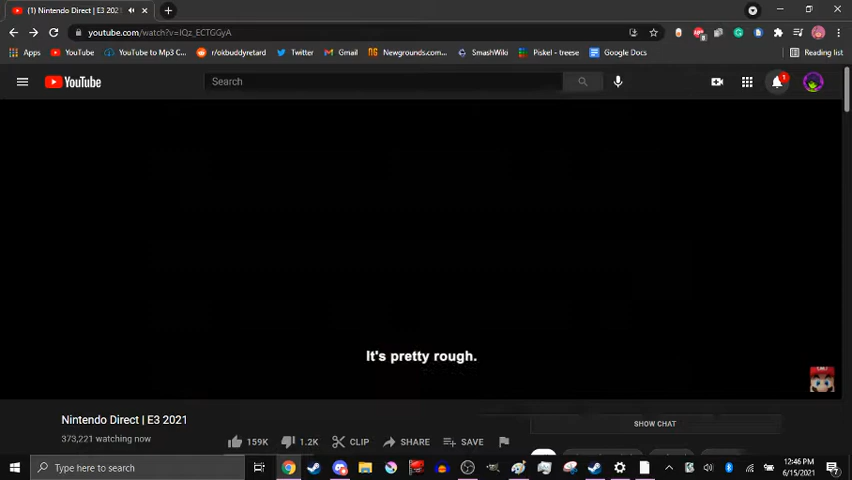 (1) Nintendo Direct | E3 2021
youtube.com/watch?v=IQz_ECTGGyA
Apps YouTube YouTube to Mp3 C... r/okbuddyretard Twitter Gmail Newgrounds.com... SmashWiki Piskel - treese Google Docs Reading list
YouTube Search 1
It's pretty rough.
Nintendo Direct | E3 2021
SHOW CHAT
373,221 watching now 159K 1.2K CLIP SHARE SAVE
Type here to search 12:46 PM
6/15/2021